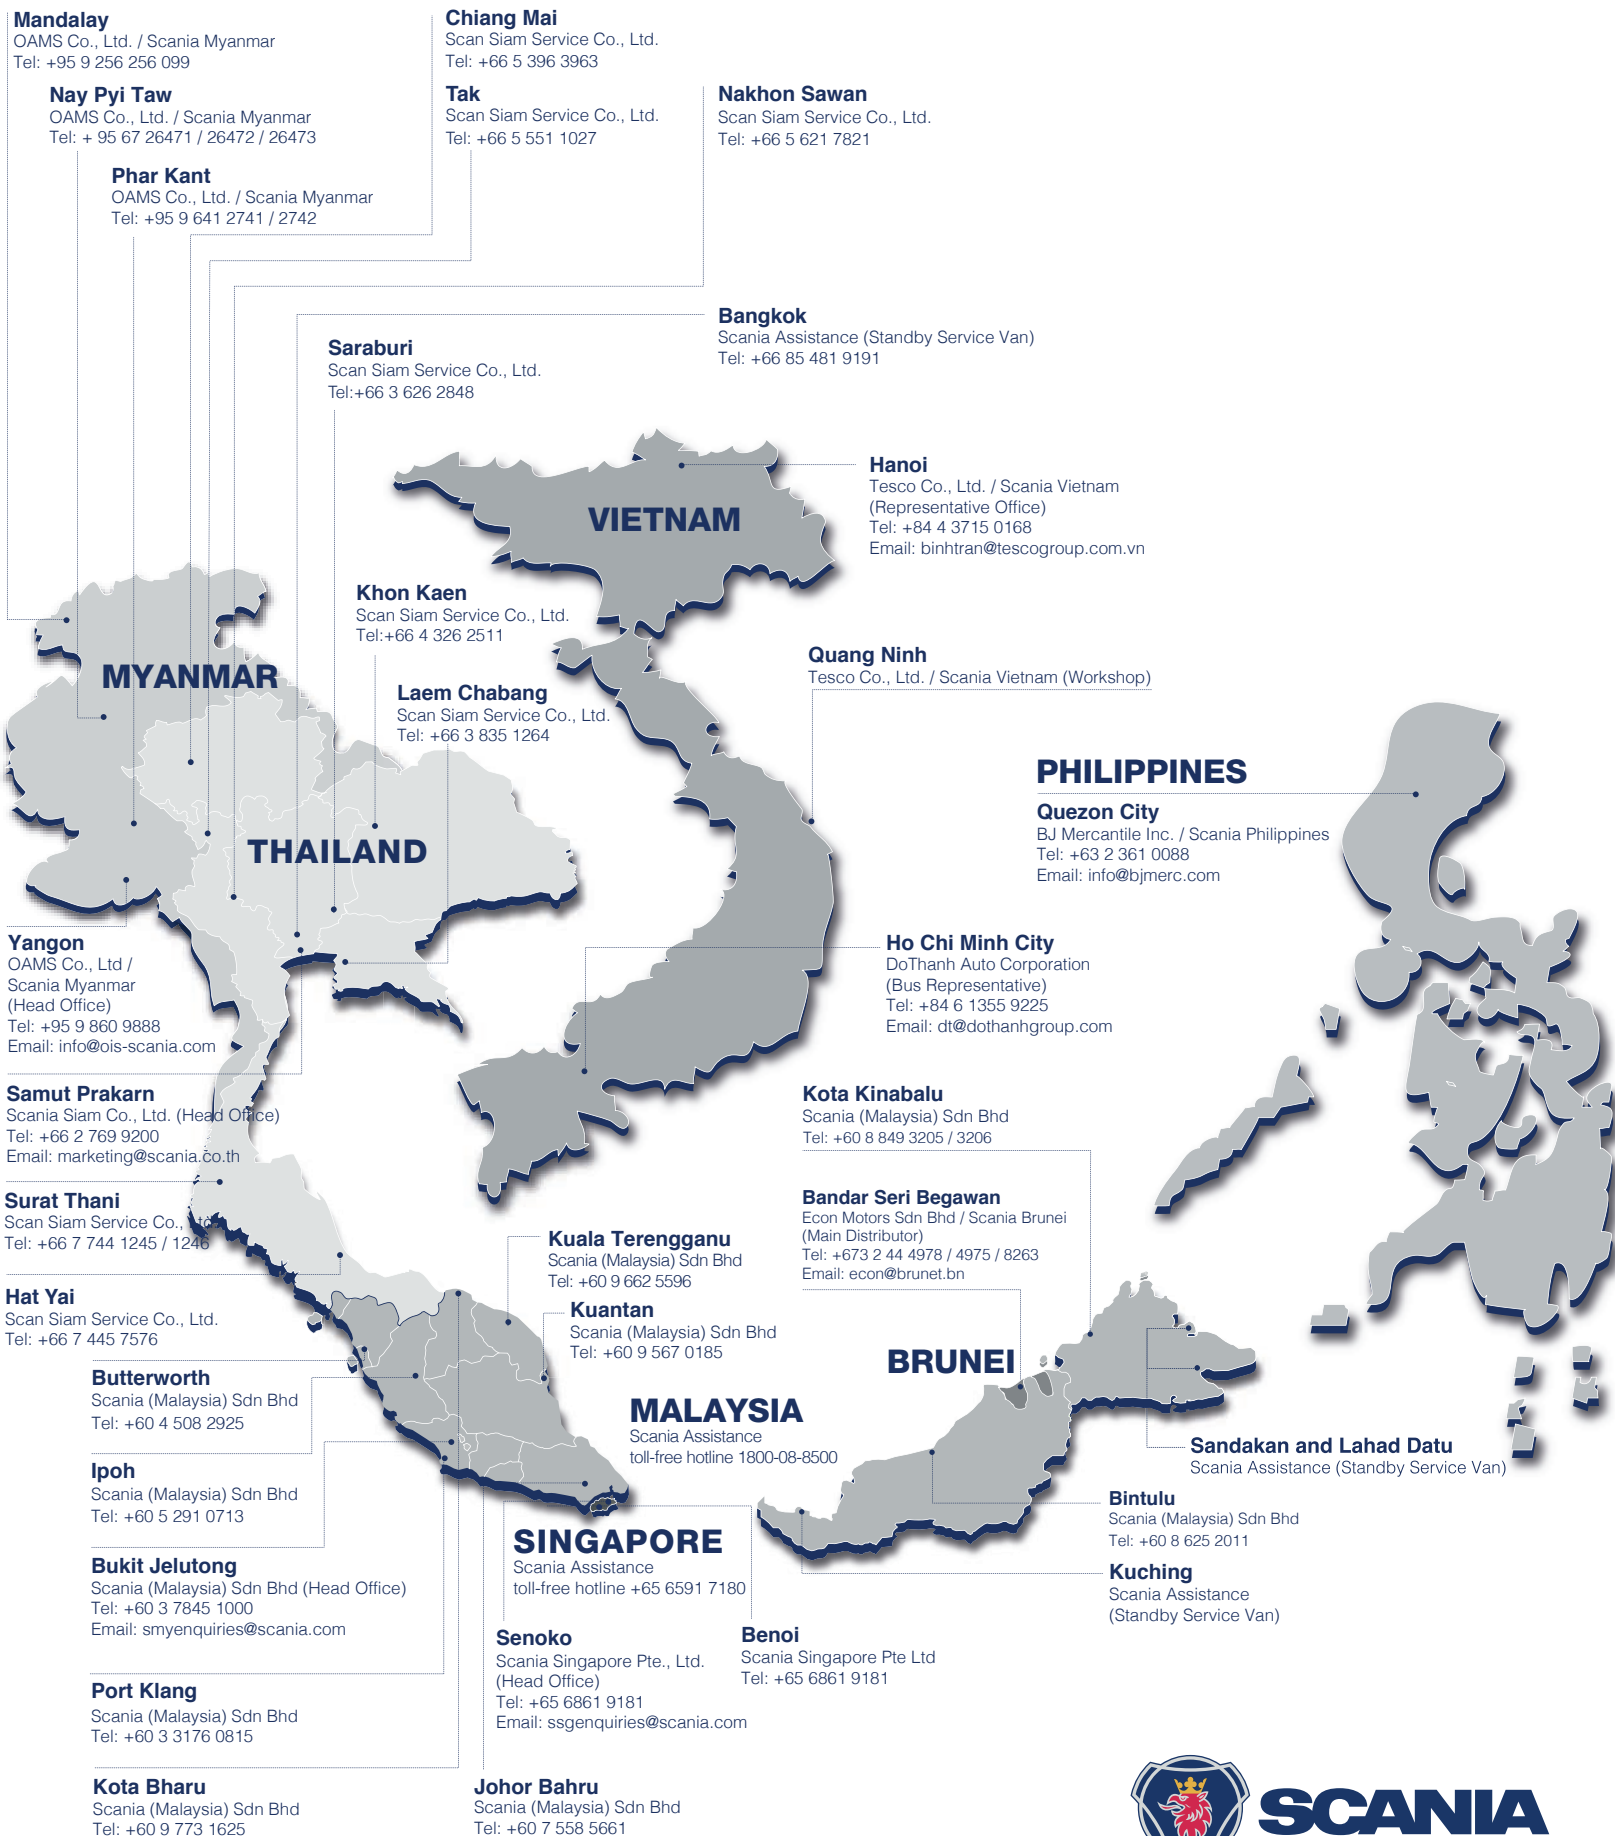 Mandalay
OAMS Co., Ltd. / Scania Myanmar
Tel: +95 9 256 256 099
Nay Pyi Taw
OAMS Co., Ltd. / Scania Myanmar
Tel: + 95 67 26471 / 26472 / 26473
Phar Kant
OAMS Co., Ltd. / Scania Myanmar
Tel: +95 9 641 2741 / 2742
Chiang Mai
Scan Siam Service Co., Ltd.
Tel: +66 5 396 3963
Tak
Scan Siam Service Co., Ltd.
Tel: +66 5 551 1027
Nakhon Sawan
Scan Siam Service Co., Ltd.
Tel: +66 5 621 7821
Bangkok
Scania Assistance (Standby Service Van)
Tel: +66 85 481 9191
Saraburi
Scan Siam Service Co., Ltd.
Tel:+66 3 626 2848
VIETNAM
Hanoi
Tesco Co., Ltd. / Scania Vietnam
(Representative Office)
Tel: +84 4 3715 0168
Email: binhtran@tescogroup.com.vn
Khon Kaen
Scan Siam Service Co., Ltd.
Tel:+66 4 326 2511
MYANMAR
Laem Chabang
Scan Siam Service Co., Ltd.
Tel: +66 3 835 1264
Quang Ninh
Tesco Co., Ltd. / Scania Vietnam (Workshop)
THAILAND
PHILIPPINES
Quezon City
BJ Mercantile Inc. / Scania Philippines
Tel: +63 2 361 0088
Email: info@bjmerc.com
Yangon
OAMS Co., Ltd /
Scania Myanmar
(Head Office)
Tel: +95 9 860 9888
Email: info@ois-scania.com
Ho Chi Minh City
DoThanh Auto Corporation
(Bus Representative)
Tel: +84 6 1355 9225
Email: dt@dothanhgroup.com
Samut Prakarn
Scania Siam Co., Ltd. (Head Office)
Tel: +66 2 769 9200
Email: marketing@scania.co.th
Kota Kinabalu
Scania (Malaysia) Sdn Bhd
Tel: +60 8 849 3205 / 3206
Surat Thani
Scan Siam Service Co., Ltd.
Tel: +66 7 744 1245 / 1246
Bandar Seri Begawan
Econ Motors Sdn Bhd / Scania Brunei
(Main Distributor)
Tel: +673 2 44 4978 / 4975 / 8263
Email: econ@brunet.bn
Kuala Terengganu
Scania (Malaysia) Sdn Bhd
Tel: +60 9 662 5596
Hat Yai
Scan Siam Service Co., Ltd.
Tel: +66 7 445 7576
Kuantan
Scania (Malaysia) Sdn Bhd
Tel: +60 9 567 0185
BRUNEI
Butterworth
Scania (Malaysia) Sdn Bhd
Tel: +60 4 508 2925
MALAYSIA
Scania Assistance
toll-free hotline 1800-08-8500
Sandakan and Lahad Datu
Scania Assistance (Standby Service Van)
Ipoh
Scania (Malaysia) Sdn Bhd
Tel: +60 5 291 0713
Bintulu
Scania (Malaysia) Sdn Bhd
Tel: +60 8 625 2011
SINGAPORE
Scania Assistance
toll-free hotline +65 6591 7180
Bukit Jelutong
Scania (Malaysia) Sdn Bhd (Head Office)
Tel: +60 3 7845 1000
Email: smyenquiries@scania.com
Kuching
Scania Assistance
(Standby Service Van)
Senoko
Scania Singapore Pte., Ltd.
(Head Office)
Tel: +65 6861 9181
Email: ssgenquiries@scania.com
Benoi
Scania Singapore Pte Ltd
Tel: +65 6861 9181
Port Klang
Scania (Malaysia) Sdn Bhd
Tel: +60 3 3176 0815
Kota Bharu
Scania (Malaysia) Sdn Bhd
Tel: +60 9 773 1625
Johor Bahru
Scania (Malaysia) Sdn Bhd
Tel: +60 7 558 5661
SCANIA